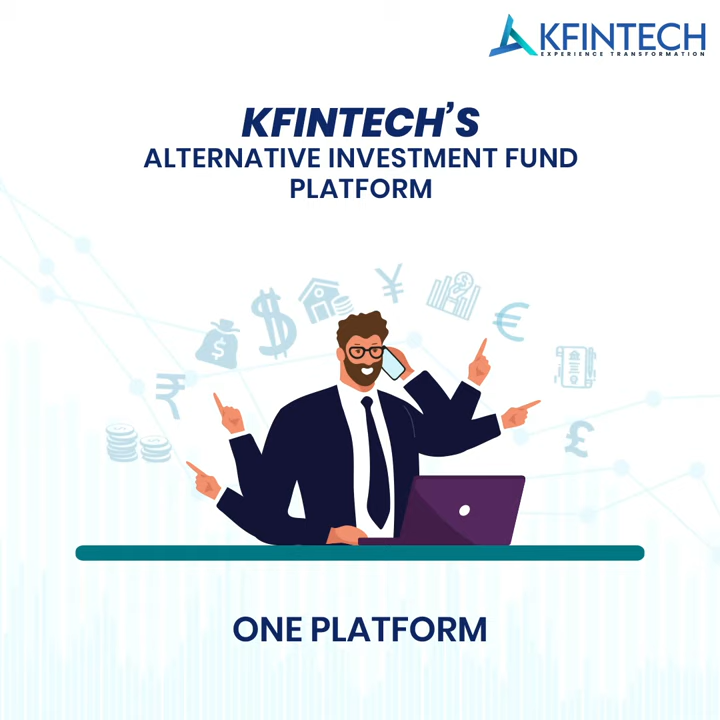 KFINTECH
EXPERIENCE TRANSFORMATION
KFINTECH'S
ALTERNATIVE INVESTMENT FUND
PLATFORM
ONE PLATFORM